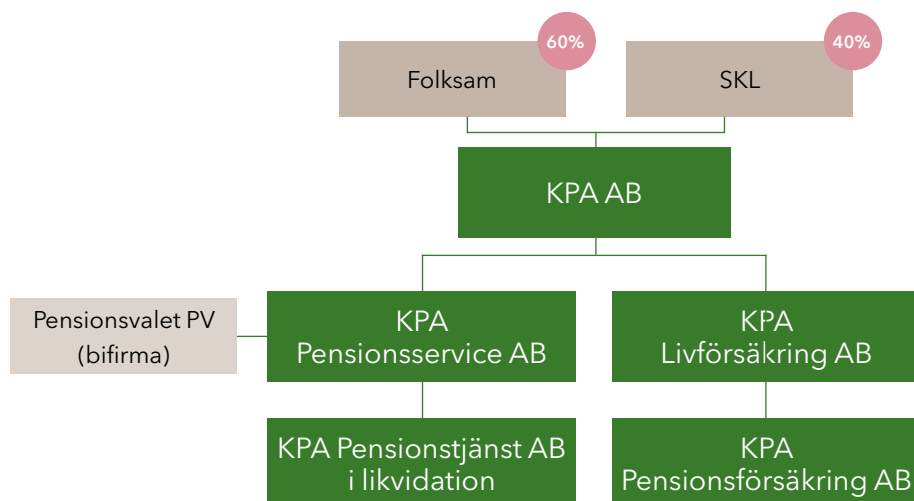 60%
Folksam
40%
SKL
KPA AB
Pensionsvalet PV
(bifirma)
KPA
Pensionsservice AB
KPA
Livförsäkring AB
KPA Pensionstjänst AB
i likvidation
KPA
Pensionsförsäkring AB